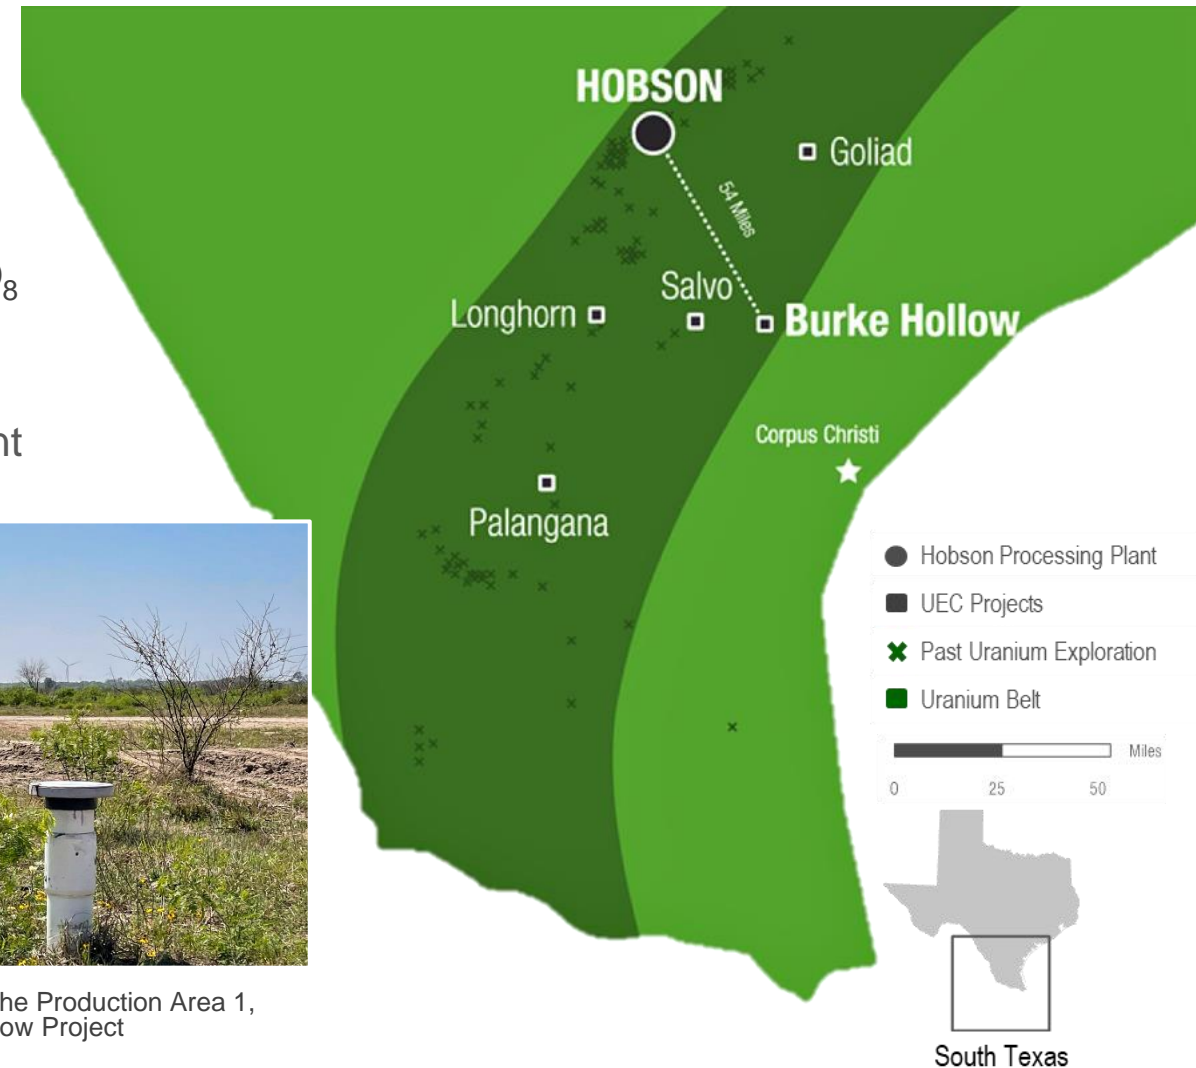 HOBSON
Goliad
54 Miles
8
Salvo
Longhorn
Burke Hollow
nt
Corpus Christi
Palangana
Hobson Processing Plant
UEC Projects
Past Uranium Exploration
Uranium Belt
Miles
0 25 50
he Production Area 1,
ow Project
South Texas